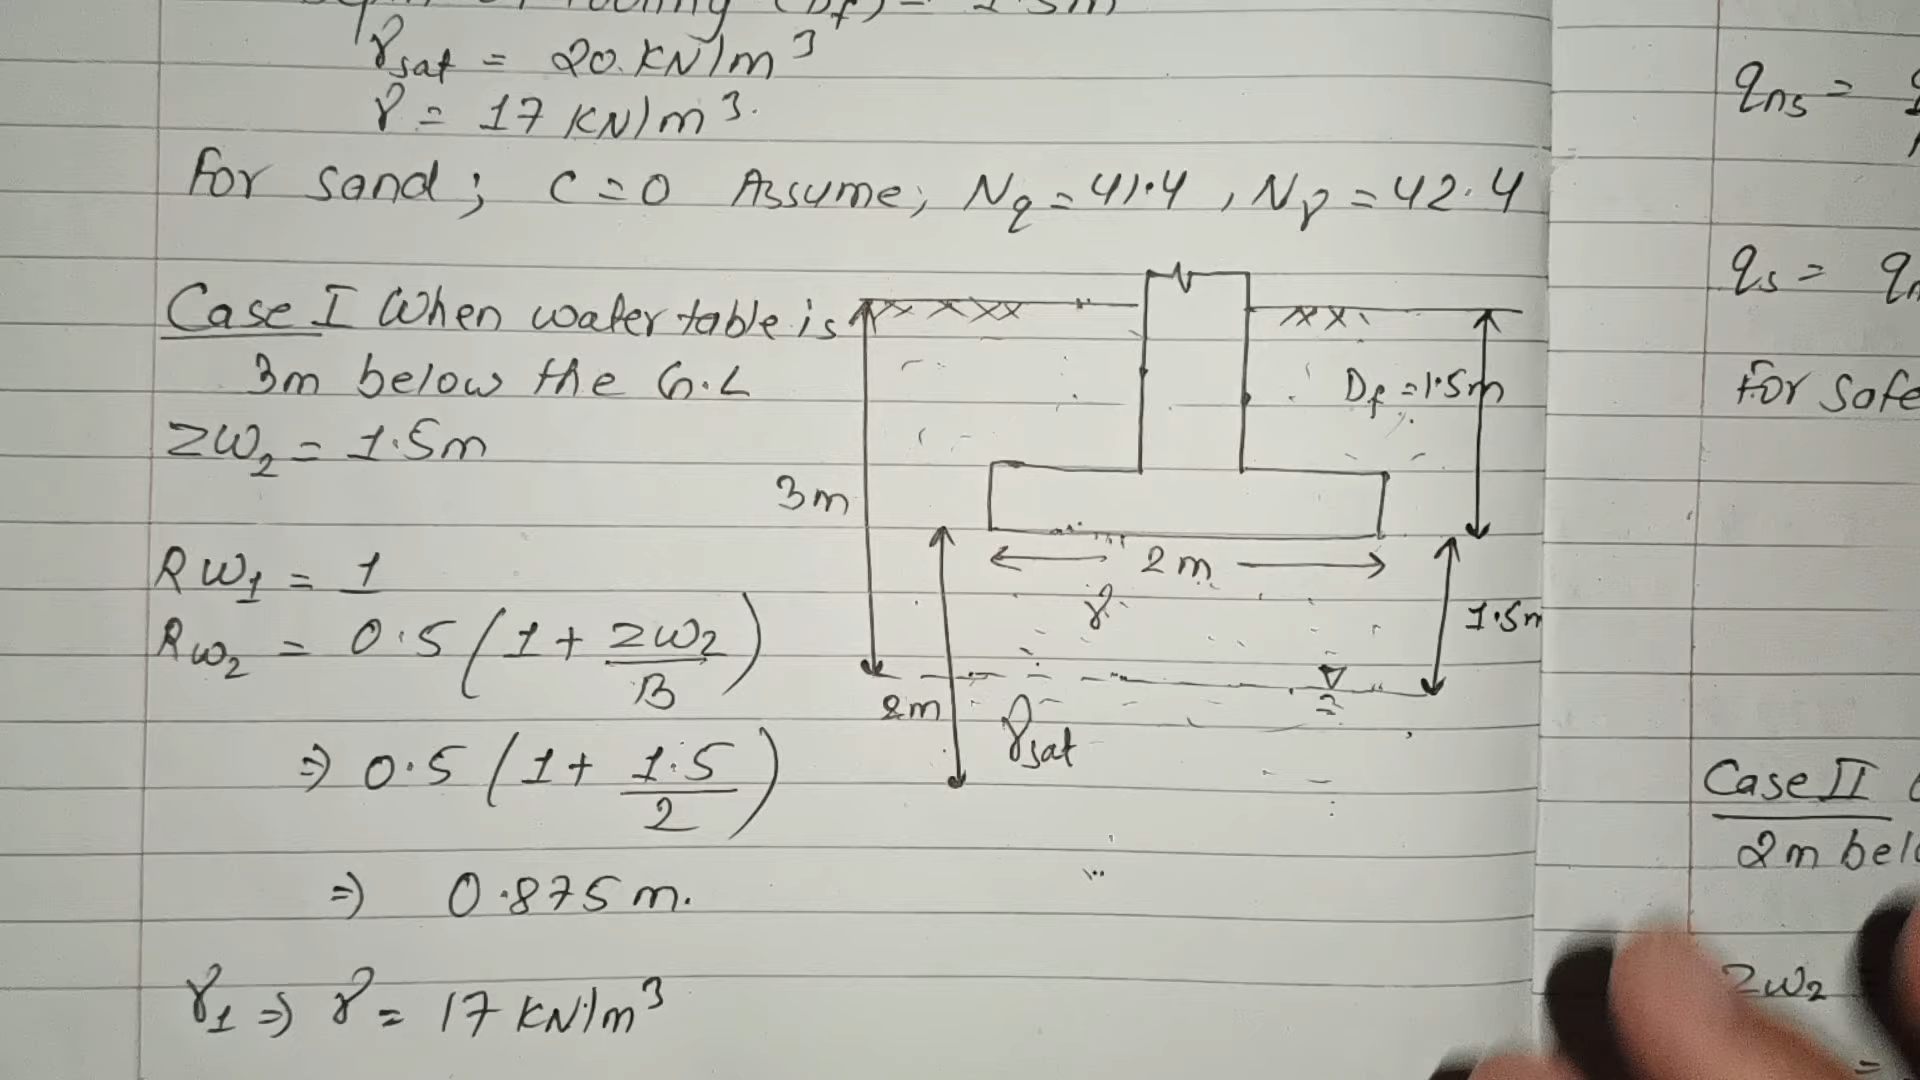 γsat = 20 KN/m³
γ = 17 KN/m³.
For sand; C=0 Assume; Nq = 41.4, Nγ = 42.4
Case I When water table is
3m below the G.L
Zw₂ = 1.5m
Rw₁ = 1
Rw₂ = 0.5 (1 + Zw₂/B)
⇒ 0.5 (1 + 1.5/2)
⇒ 0.875 m.
γ₁ ⇒ γ = 17 KN/m³
Df = 1.5m
3m
2m
γ
1.5m
2m
γsat
qns =
qs =
For safe
Case II
2m belo
Zw₂
=